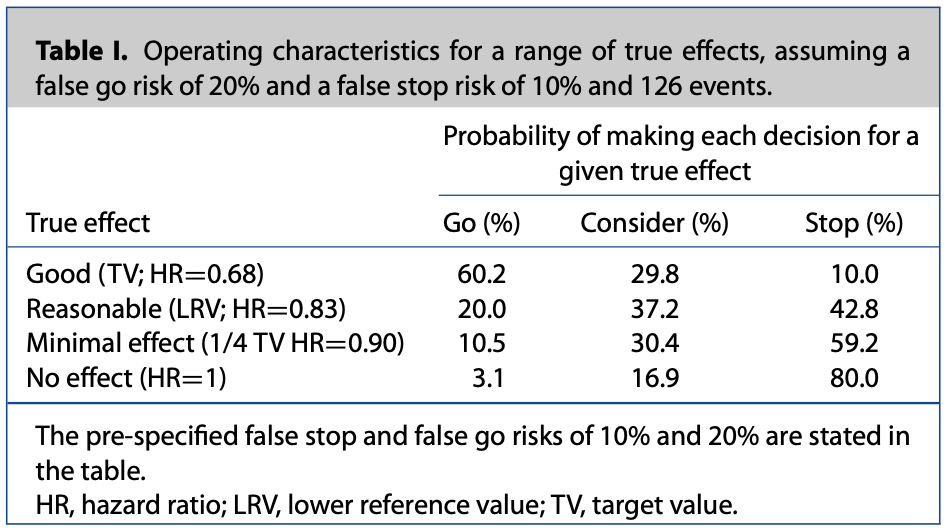 Table I. Operating characteristics for a range of true effects, assuming a
false go risk of 20% and a false stop risk of 10% and 126 events.
Probability of making each decision for a
given true effect
True effect Go (%) Consider (%) Stop (%)
Good (TV; HR=0.68) 60.2 29.8 10.0
Reasonable (LRV; HR=0.83) 20.0 37.2 42.8
Minimal effect (1/4 TV HR=0.90) 10.5 30.4 59.2
No effect (HR=1) 3.1 16.9 80.0
The pre-specified false stop and false go risks of 10% and 20% are stated in
the table.
HR, hazard ratio; LRV, lower reference value; TV, target value.